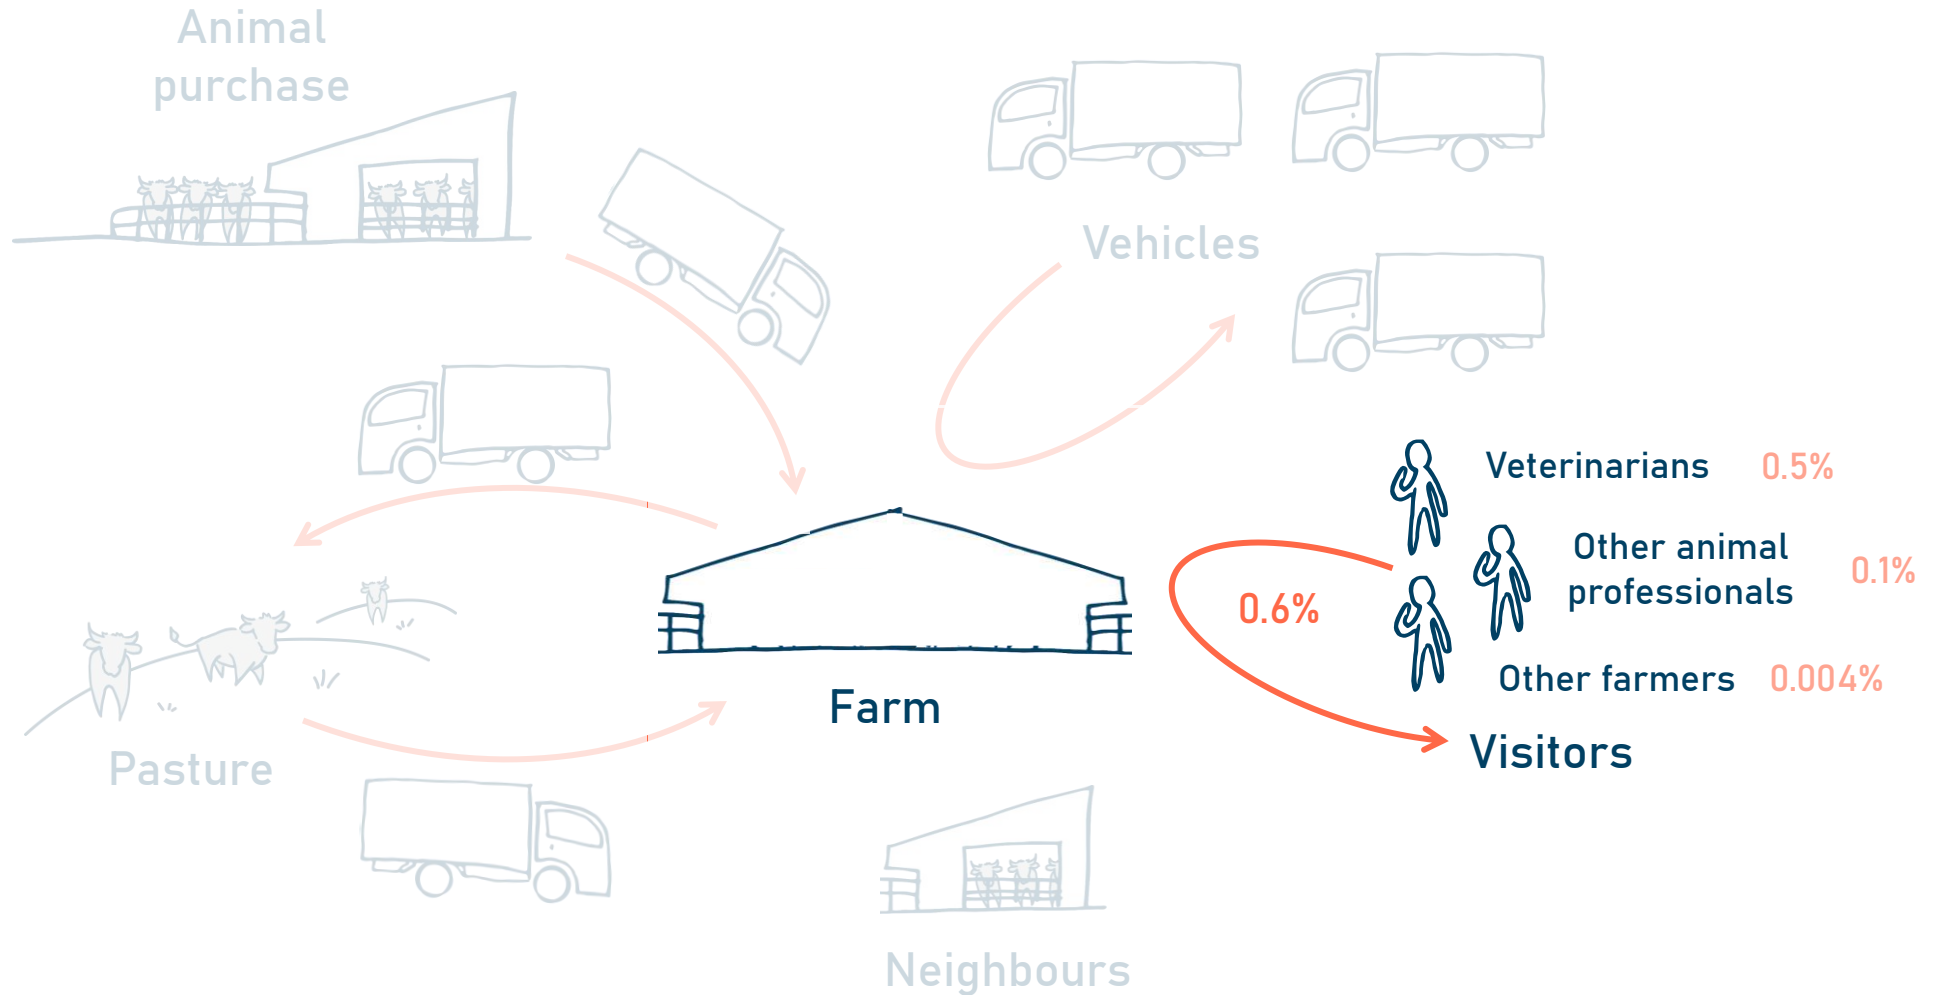 Animal
purchase
Vehicles
Veterinarians 0.5%
Other animal
professionals 0.1%
0.6%
Other farmers 0.004%
Farm
Visitors
Pasture
Neighbours